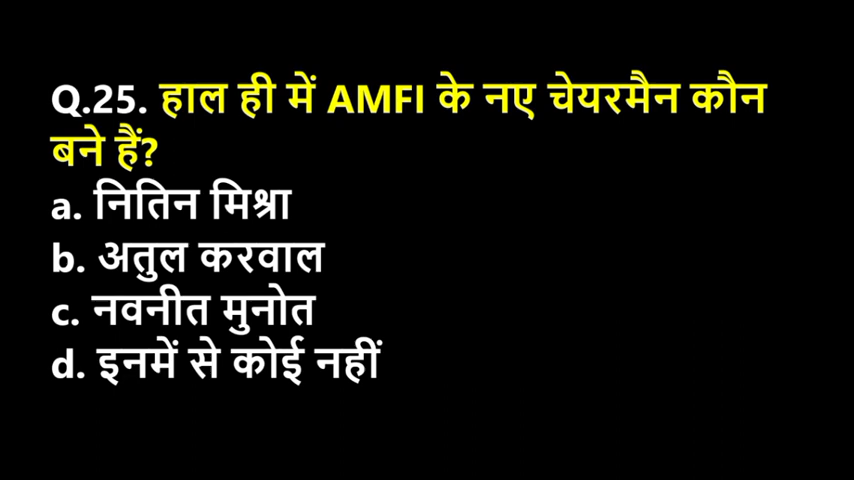 Q.25. हाल ही में AMFI के नए चेयरमैन कौन
बने हैं?
a. नितिन मिश्रा
b. अतुल करवाल
c. नवनीत मुनोत
d. इनमें से कोई नहीं